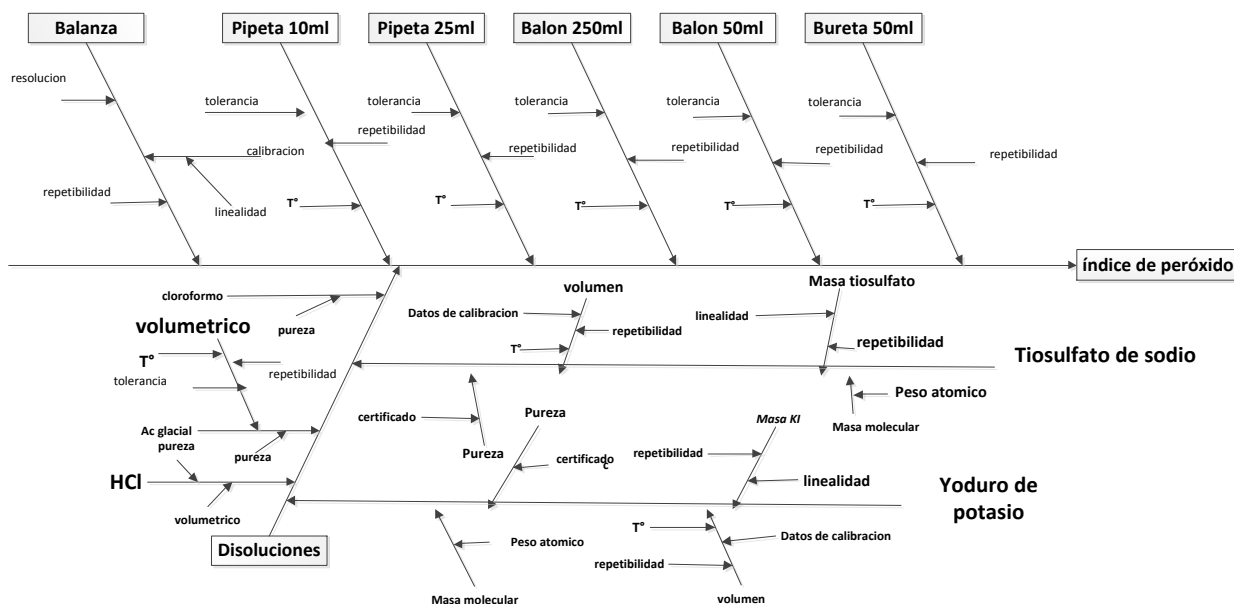 Balanza
Pipeta 10ml
Pipeta 25ml
Balon 250ml
Balon 50ml
Bureta 50ml
resolucion
tolerancia
tolerancia
tolerancia
tolerancia
tolerancia
repetibilidad
calibracion
repetibilidad
repetibilidad
repetibilidad
repetibilidad
repetibilidad
linealidad
T°
T°
T°
T°
T°
índice de peróxido
cloroformo
pureza
volumen
Masa tiosulfato
Datos de calibracion
repetibilidad
linealidad
repetibilidad
T°
Tiosulfato de sodio
volumetrico
T°
repetibilidad
tolerancia
Peso atomico
Masa molecular
certificado
Pureza
Pureza
Masa KI
Ac glacial
pureza
pureza
certificado
repetibilidad
linealidad
HCl
volumetrico
Yoduro de
potasio
Disoluciones
Peso atomico
Masa molecular
T°
Datos de calibracion
repetibilidad
volumen